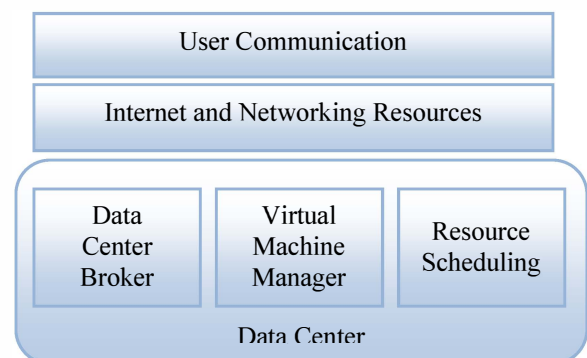 User Communication
Internet and Networking Resources
Data
Center
Broker
Virtual
Machine
Manager
Resource
Scheduling
Data Center